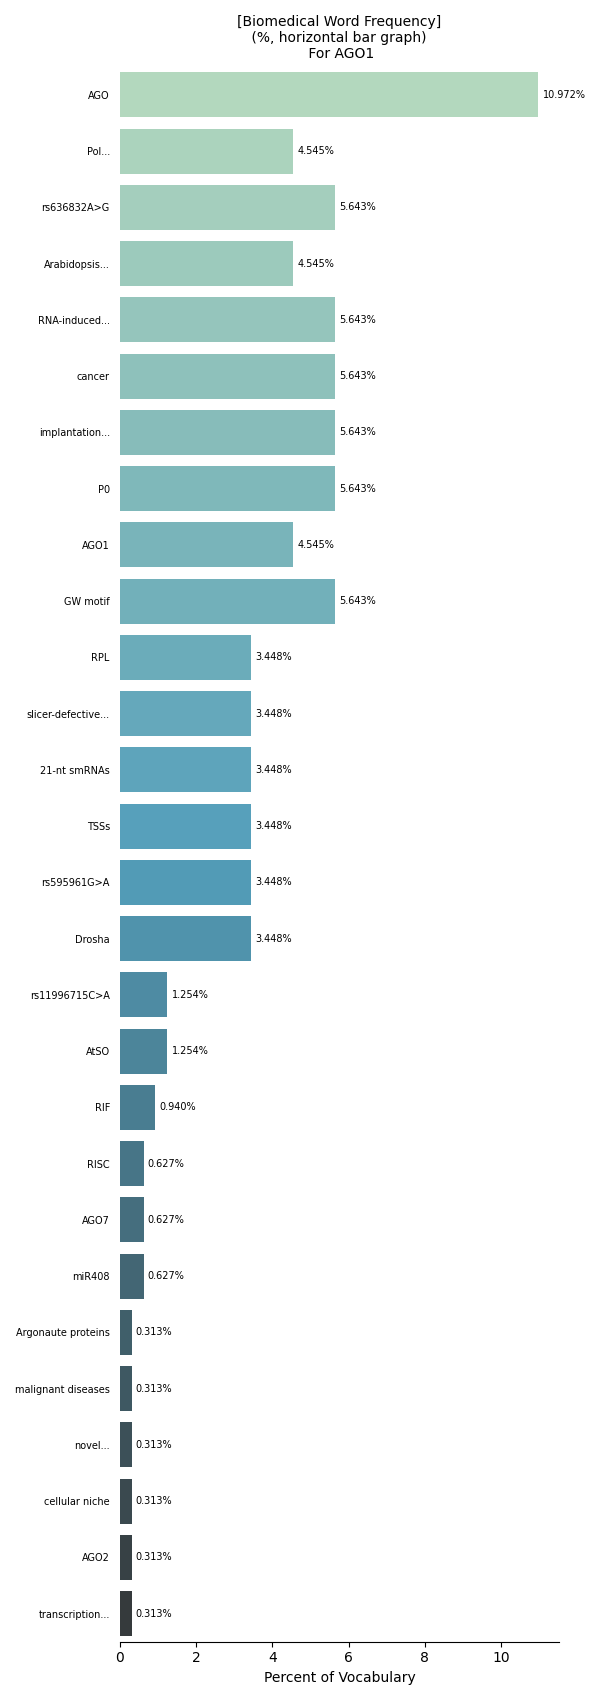 [Biomedical Word Frequency]
(%, horizontal bar graph)
For AGO1
AGO 10.972%
Pol... 4.545%
rs636832A>G 5.643%
Arabidopsis... 4.545%
RNA-induced... 5.643%
cancer 5.643%
implantation... 5.643%
P0 5.643%
AGO1 4.545%
GW motif 5.643%
RPL 3.448%
slicer-defective... 3.448%
21-nt smRNAs 3.448%
TSSs 3.448%
rs595961G>A 3.448%
Drosha 3.448%
rs11996715C>A 1.254%
AtSO 1.254%
RIF 0.940%
RISC 0.627%
AGO7 0.627%
miR408 0.627%
Argonaute proteins 0.313%
malignant diseases 0.313%
novel... 0.313%
cellular niche 0.313%
AGO2 0.313%
transcription... 0.313%
0 2 4 6 8 10
Percent of Vocabulary